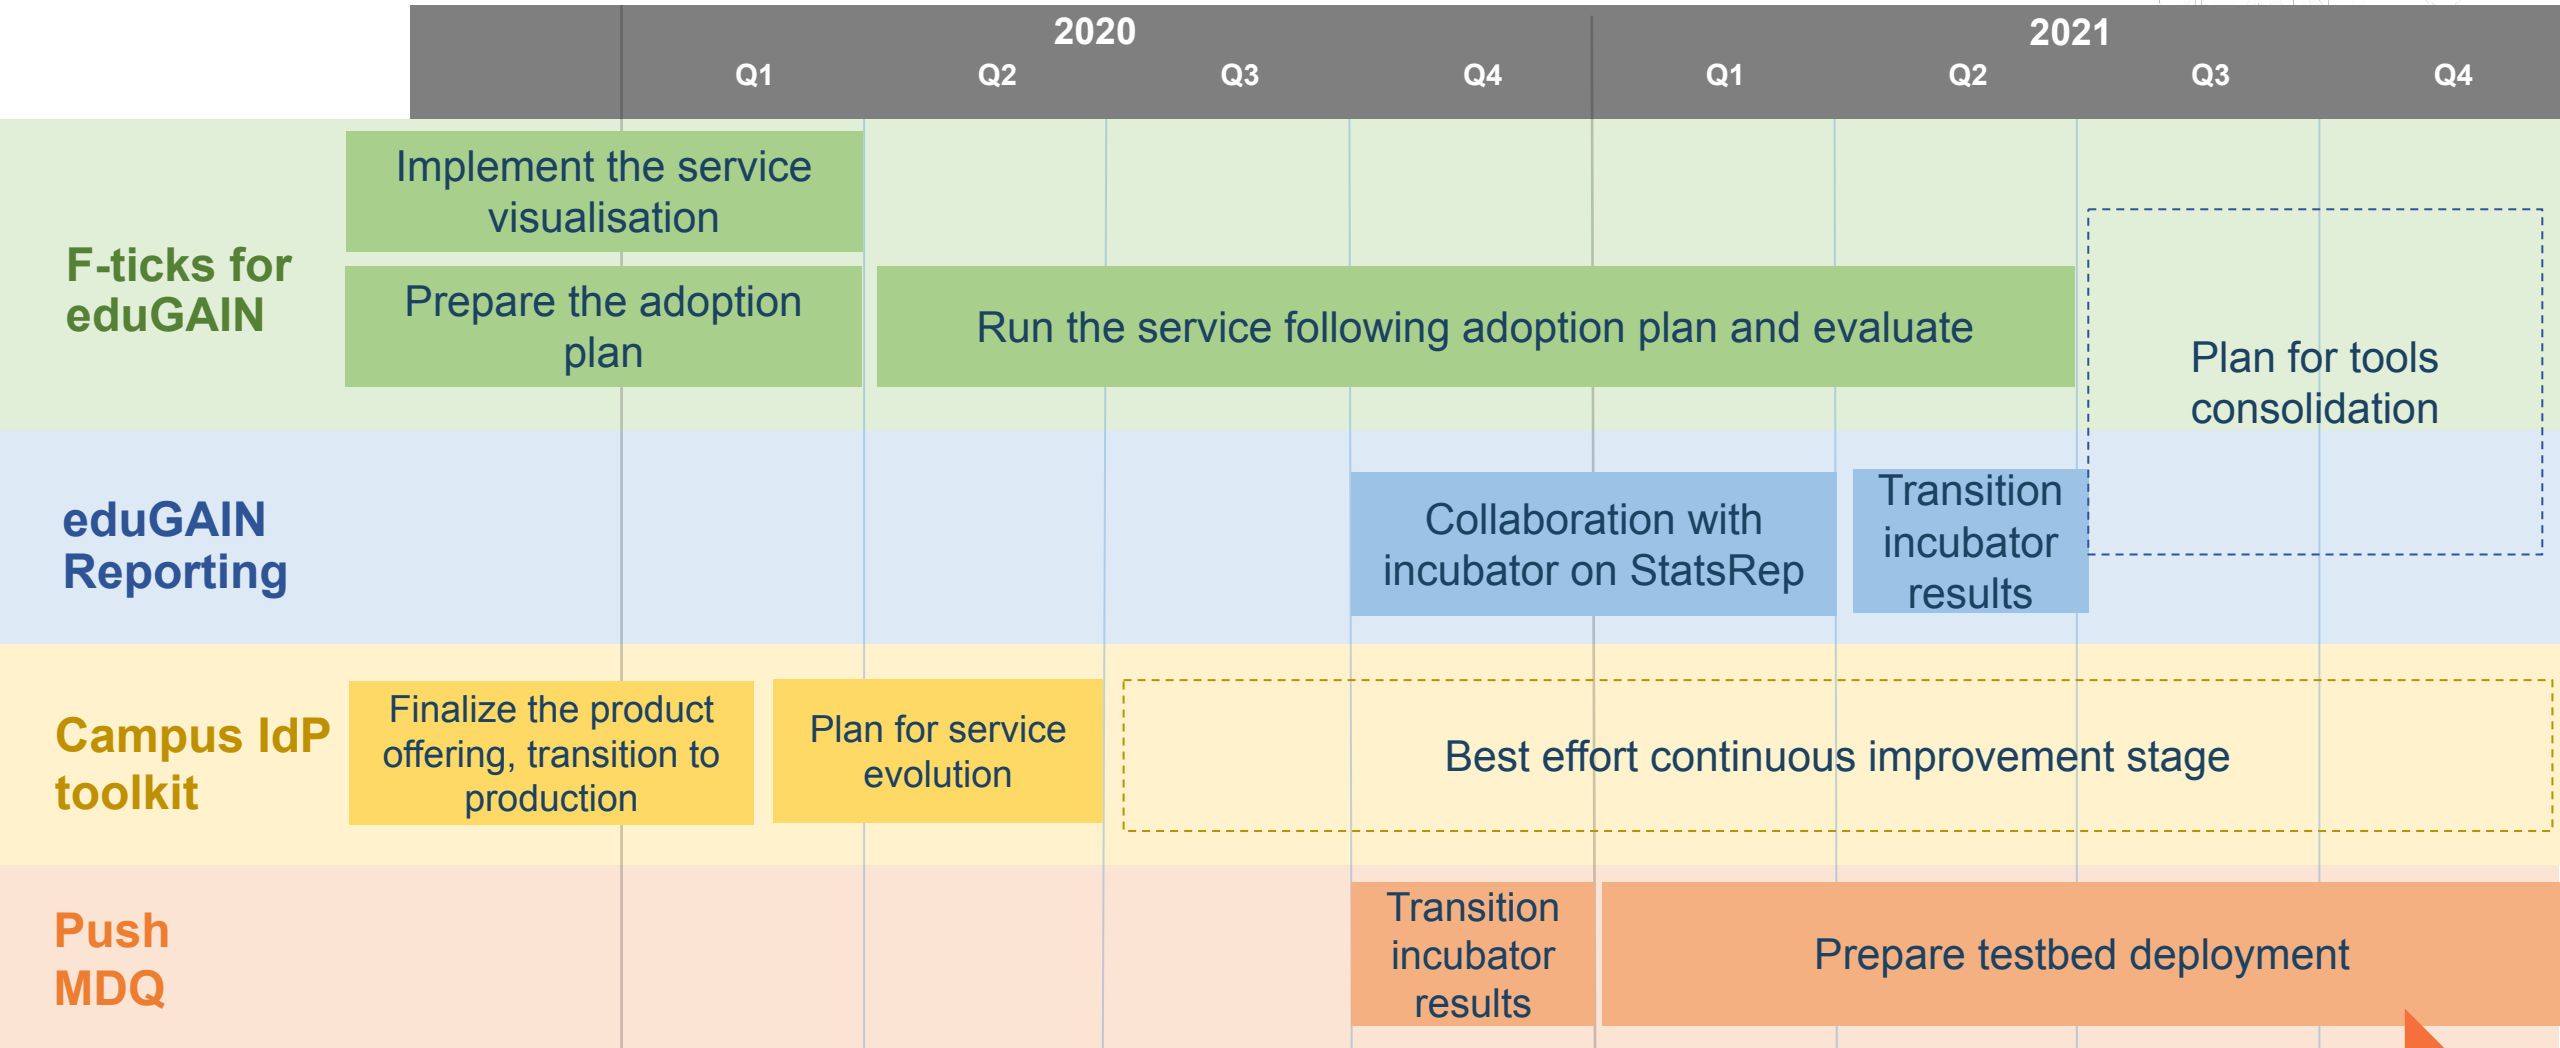 2020
2021
Q1 Q2 Q3 Q4 Q1 Q2 Q3 Q4
F-ticks for
eduGAIN
Implement the service
visualisation
Prepare the adoption
plan
Run the service following adoption plan and evaluate
Plan for tools
consolidation
eduGAIN
Reporting
Collaboration with
incubator on StatsRep
Transition
incubator
results
Campus IdP
toolkit
Finalize the product
offering, transition to
production
Plan for service
evolution
Best effort continuous improvement stage
Push
MDQ
Transition
incubator
results
Prepare testbed deployment